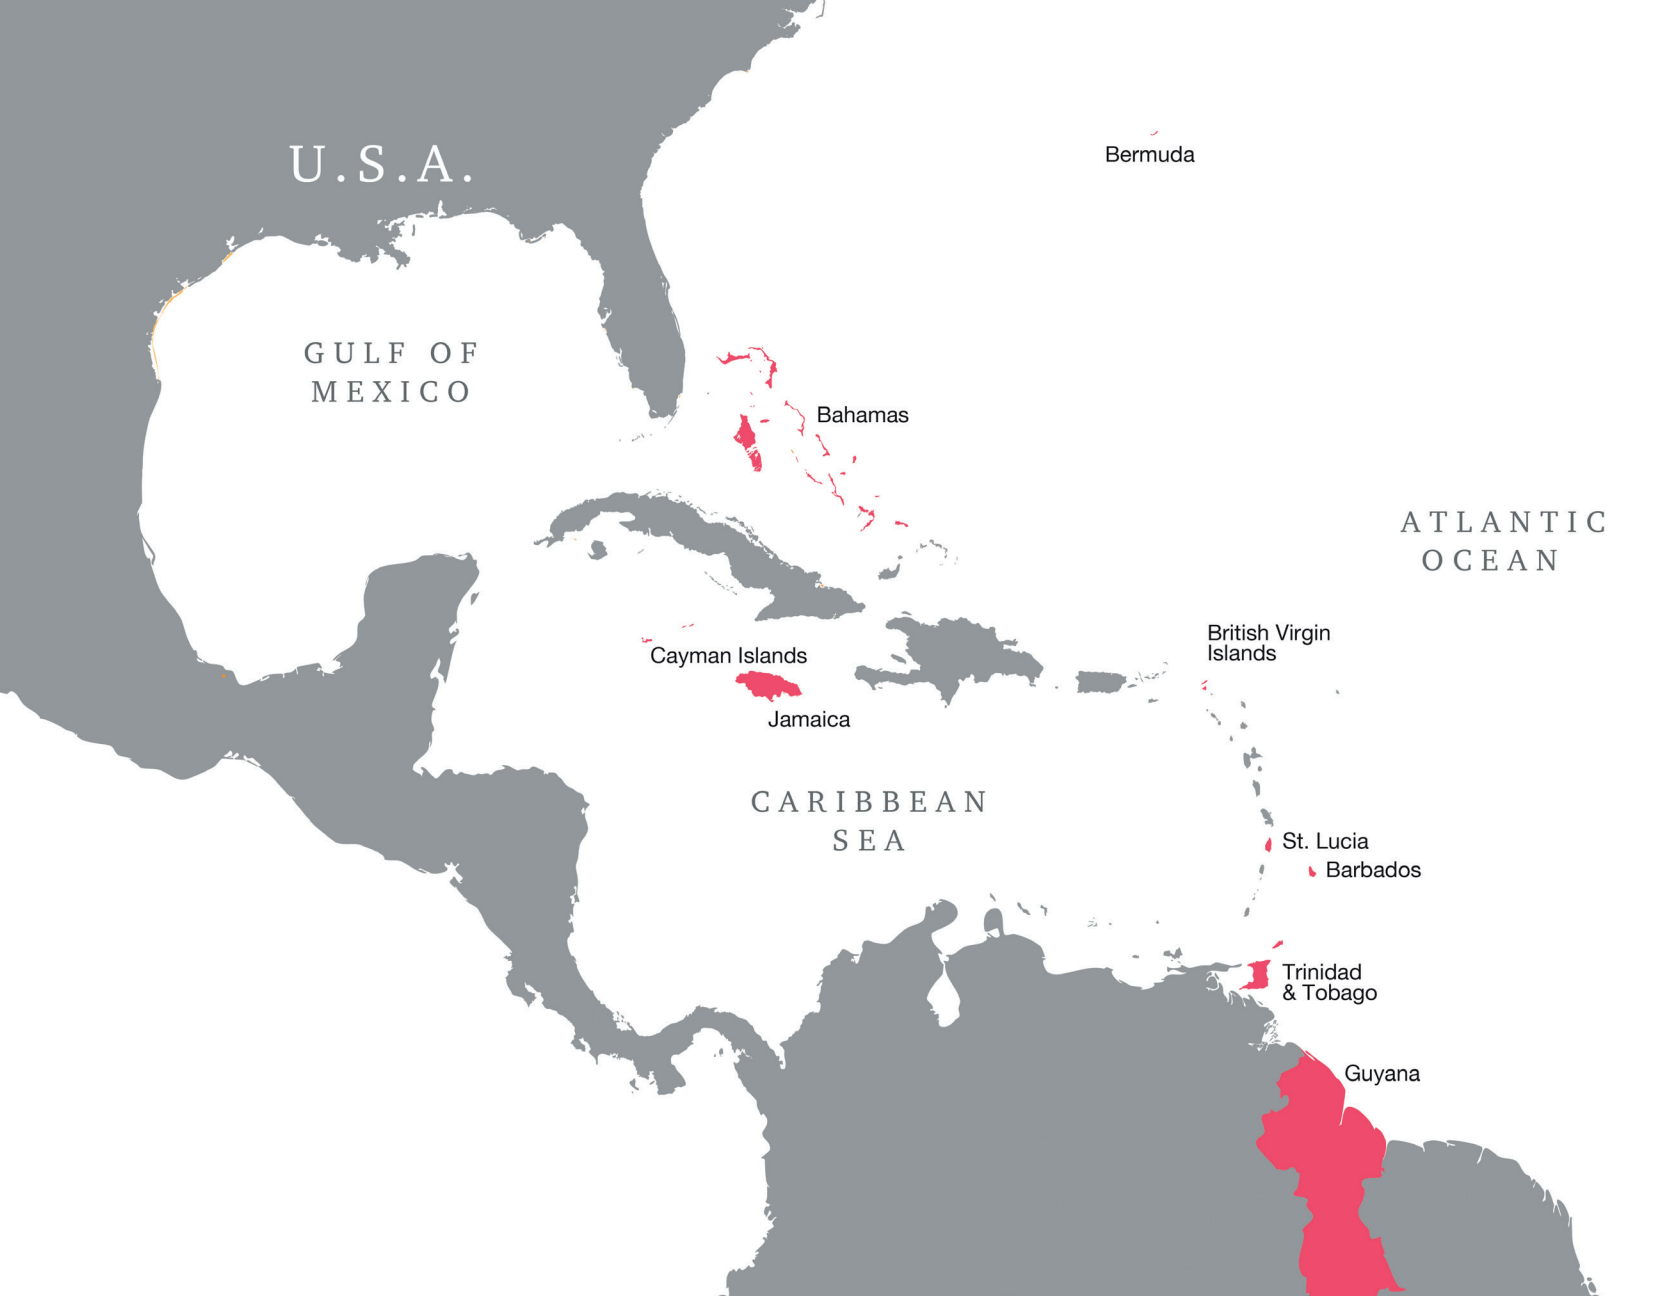 Bermuda
U.S.A.
GULF OF
MEXICO
Bahamas
ATLANTIC
OCEAN
British Virgin
Islands
Cayman Islands
Jamaica
CARIBBEAN
SEA
St. Lucia
Barbados
Trinidad
& Tobago
Guyana